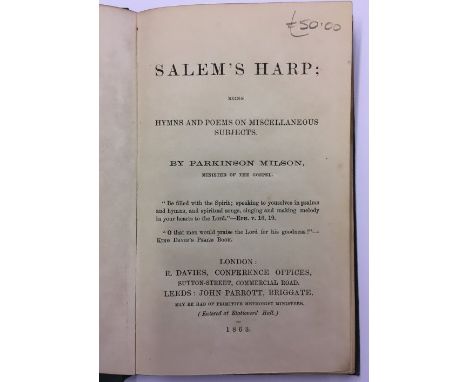 £50.00
SALEM'S HARP;
BEING
HYMNS AND POEMS ON MISCELLANEOUS
SUBJECTS.
BY PARKINSON MILSON,
MINISTER OF THE GOSPEL.
"Be filled with the Spirit; speaking to yourselves in psalms
and hymns, and spiritual songs, singing and making melody
in your hearts to the Lord."—EPH. v. 18, 19.
"O that men would praise the Lord for his goodness!"—
KING DAVID'S PSALM BOOK.
LONDON:
R. DAVIES, CONFERENCE OFFICES,
SUTTON-STREET, COMMERCIAL ROAD.
LEEDS: JOHN PARROTT, BRIGGATE.
MAY BE HAD OF PRIMITIVE METHODIST MINISTERS.
(Entered at Stationers' Hall.)
1863.